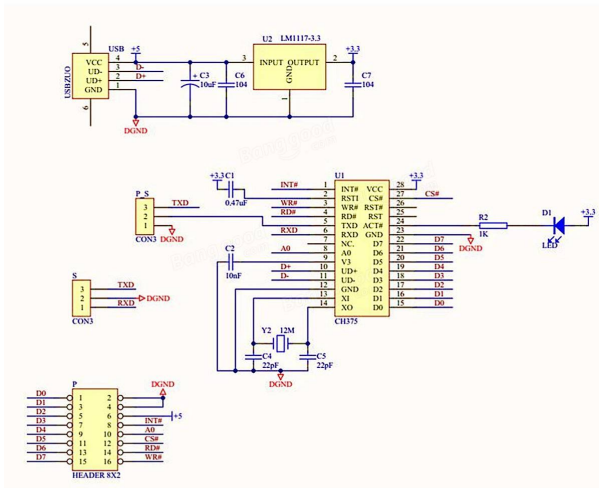 5
USB
USBZUO
VCC 4
+5
UD- 3 D-
UD+ 2 D+
GND 1
6
DGND
C3
10uF
C6
104
U2 LM1117-3.3
3 INPUT OUTPUT 2
GND
1
+3.3
C7
104
P_S
3 TXD
2
1
CON3
DGND
S
3 TXD
2 DGND
1 RXD
CON3
+3.3 C1
0.47uF
C2
10nF
U1
+3.3
INT# 1 INT# VCC 28
2 RSTI CS# 27 CS#
WR# 3 WR# RST# 26
RD# 4 RD# RST 25
5 TXD ACT# 24
RXD 6 RXD GND 23
7 NC. D7 22 D7
A0 8 A0 D6 21 D6
9 V3 D5 20 D5
D+ 10 UD+ D4 19 D4
D- 11 UD- D3 18 D3
12 GND D2 17 D2
13 XI D1 16 D1
14 XO D0 15 D0
CH375
DGND
R2
1K
D1
LED
+3.3
Y2 12M
C4
22pF
C5
22pF
DGND
P
DGND
D0 1 2
D1 3 4
D2 5 6 +5
D3 7 8 INT#
D4 9 10 A0
D5 11 12 CS#
D6 13 14 RD#
D7 15 16 WR#
HEADER 8X2